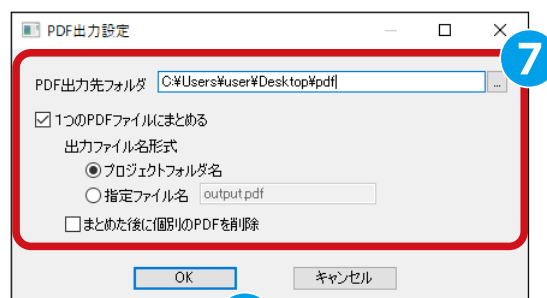 PDF出力設定
7
PDF出力先フォルダ C:¥Users¥user¥Desktop¥pdf ...
1つのPDFファイルにまとめる
出力ファイル名形式
プロジェクトフォルダ名
指定ファイル名 output.pdf
まとめた後に個別のPDFを削除
OK キャンセル